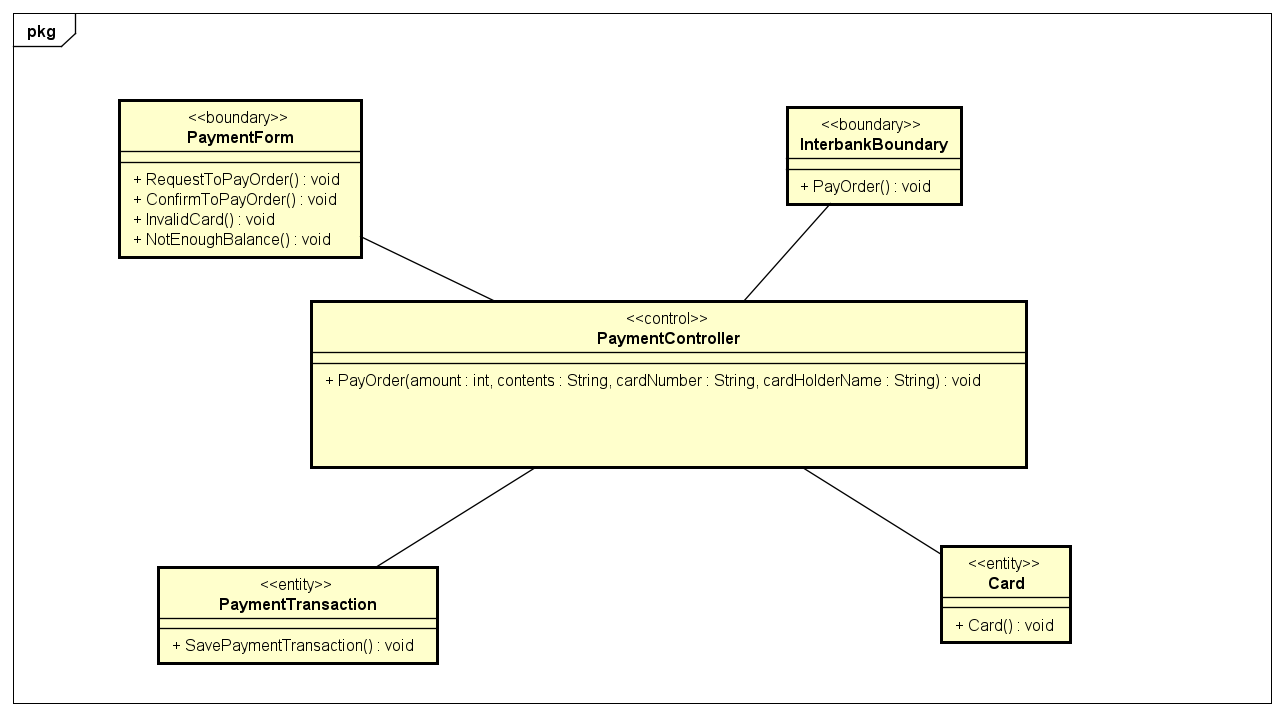 pkg
<<boundary>>
PaymentForm
+ RequestToPayOrder() : void
+ ConfirmToPayOrder() : void
+ InvalidCard() : void
+ NotEnoughBalance() : void
<<boundary>>
InterbankBoundary
+ PayOrder() : void
<<control>>
PaymentController
+ PayOrder(amount : int, contents : String, cardNumber : String, cardHolderName : String) : void
<<entity>>
PaymentTransaction
+ SavePaymentTransaction() : void
<<entity>>
Card
+ Card() : void